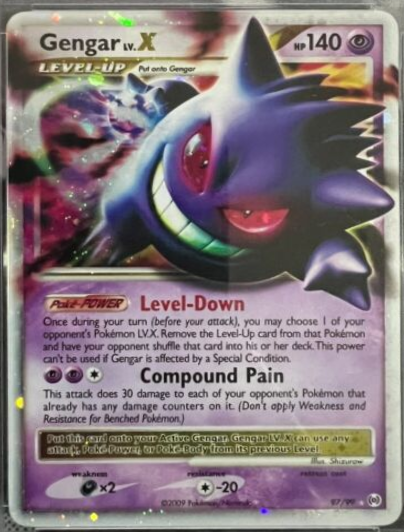 Gengar LV.X HP 140
LEVEL-UP Put onto Gengar
Poké-POWER Level-Down
Once during your turn (before your attack), you may choose 1 of your
opponent's Pokémon LV.X. Remove the Level-Up card from that Pokémon
and have your opponent shuffle that card into his or her deck. This power
can't be used if Gengar is affected by a Special Condition.
Compound Pain
This attack does 30 damage to each of your opponent's Pokémon that
already has any damage counters on it. (Don't apply Weakness and
Resistance for Benched Pokémon.)
Put this card onto your Active Gengar. Gengar LV.X can use any
attack, Poké-Power, or Poké-Body from its previous Level.
Illus. Shizurow
weakness resistance retreat cost
×2 -20
©2009 Pokémon/Nintendo 97/99